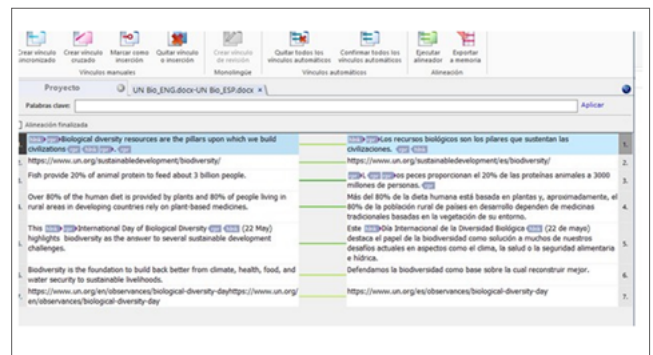 Crear vínculo sincronizado
Crear vínculo cruzado
Marcar como inserción
Quitar vínculo o inserción
Crear vínculo de revisión
Quitar todos los vínculos automáticos
Confirmar todos los vínculos automáticos
Ejecutar alineador
Exportar a memoria
Vínculos manuales
Monolingüe
Vínculos automáticos
Alineación
Proyecto
UN Bio_ENG.docx-UN Bio_ESP.docx ×
Palabras clave:
Aplicar
Alineación finalizada
Biological diversity resources are the pillars upon which we build
civilizations
.
Los recursos biológicos son los pilares que sustentan las
civilizaciones.
1.
https://www.un.org/sustainabledevelopment/biodiversity/
https://www.un.org/sustainabledevelopment/es/biodiversity/
2.
Fish provide 20% of animal protein to feed about 3 billion people.
L
os peces proporcionan el 20% de las proteínas animales a 3000
millones de personas.
3.
Over 80% of the human diet is provided by plants and 80% of people living in
rural areas in developing countries rely on plant-based medicines.
Más del 80% de la dieta humana está basada en plantas y, aproximadamente, el
80% de la población rural de países en desarrollo dependen de medicinas
tradicionales basadas en la vegetación de su entorno.
4.
This International Day of Biological Diversity (22 May)
highlights biodiversity as the answer to several sustainable development
challenges.
Este Día Internacional de la Diversidad Biológica (22 de mayo)
destaca el papel de la biodiversidad como solución a muchos de nuestros
desafíos actuales en aspectos como el clima, la salud o la seguridad alimentaria
e hídrica.
5.
Biodiversity is the foundation to build back better from climate, health, food, and
water security to sustainable livelihoods.
Defendamos la biodiversidad como base sobre la cual reconstruir mejor.
6.
https://www.un.org/en/observances/biological-diversity-dayhttps://www.un.org/
en/observances/biological-diversity-day
https://www.un.org/es/observances/biological-diversity-day
7.